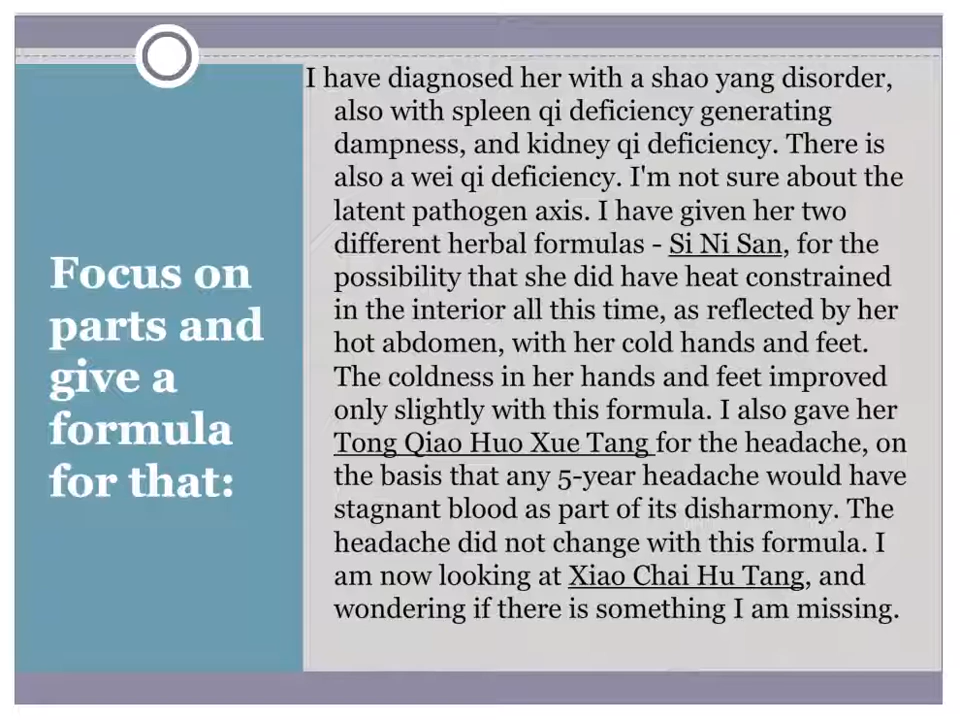 Focus on
parts and
give a
formula
for that:
I have diagnosed her with a shao yang disorder,
also with spleen qi deficiency generating
dampness, and kidney qi deficiency. There is
also a wei qi deficiency. I'm not sure about the
latent pathogen axis. I have given her two
different herbal formulas - Si Ni San, for the
possibility that she did have heat constrained
in the interior all this time, as reflected by her
hot abdomen, with her cold hands and feet.
The coldness in her hands and feet improved
only slightly with this formula. I also gave her
Tong Qiao Huo Xue Tang for the headache, on
the basis that any 5-year headache would have
stagnant blood as part of its disharmony. The
headache did not change with this formula. I
am now looking at Xiao Chai Hu Tang, and
wondering if there is something I am missing.